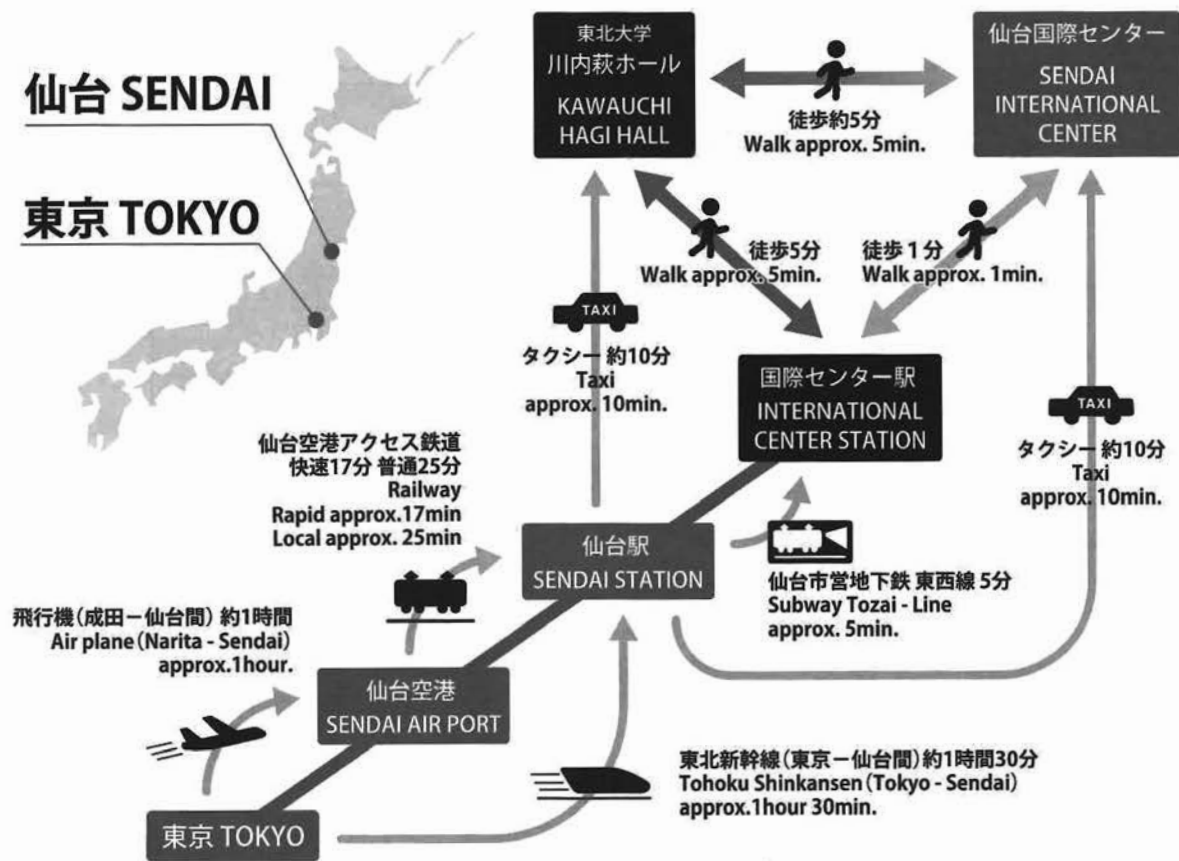 仙台 SENDAI
東京 TOKYO
東北大学
川内萩ホール
KAWAUCHI
HAGI HALL
徒歩約5分
Walk approx. 5min.
仙台国際センター
SENDAI
INTERNATIONAL
CENTER
徒歩5分
Walk approx. 5min.
徒歩 1 分
Walk approx. 1min.
TAXI
タクシー 約10分
Taxi
approx. 10min.
国際センター駅
INTERNATIONAL
CENTER STATION
TAXI
タクシー 約10分
Taxi
approx. 10min.
仙台空港アクセス鉄道
快速17分 普通25分
Railway
Rapid approx.17min
Local approx. 25min
仙台駅
SENDAI STATION
仙台市営地下鉄 東西線 5分
Subway Tozai - Line
approx. 5min.
飛行機(成田−仙台間) 約1時間
Air plane(Narita - Sendai)
approx.1hour.
仙台空港
SENDAI AIR PORT
東北新幹線(東京−仙台間)約1時間30分
Tohoku Shinkansen(Tokyo - Sendai)
approx.1hour 30min.
東京 TOKYO